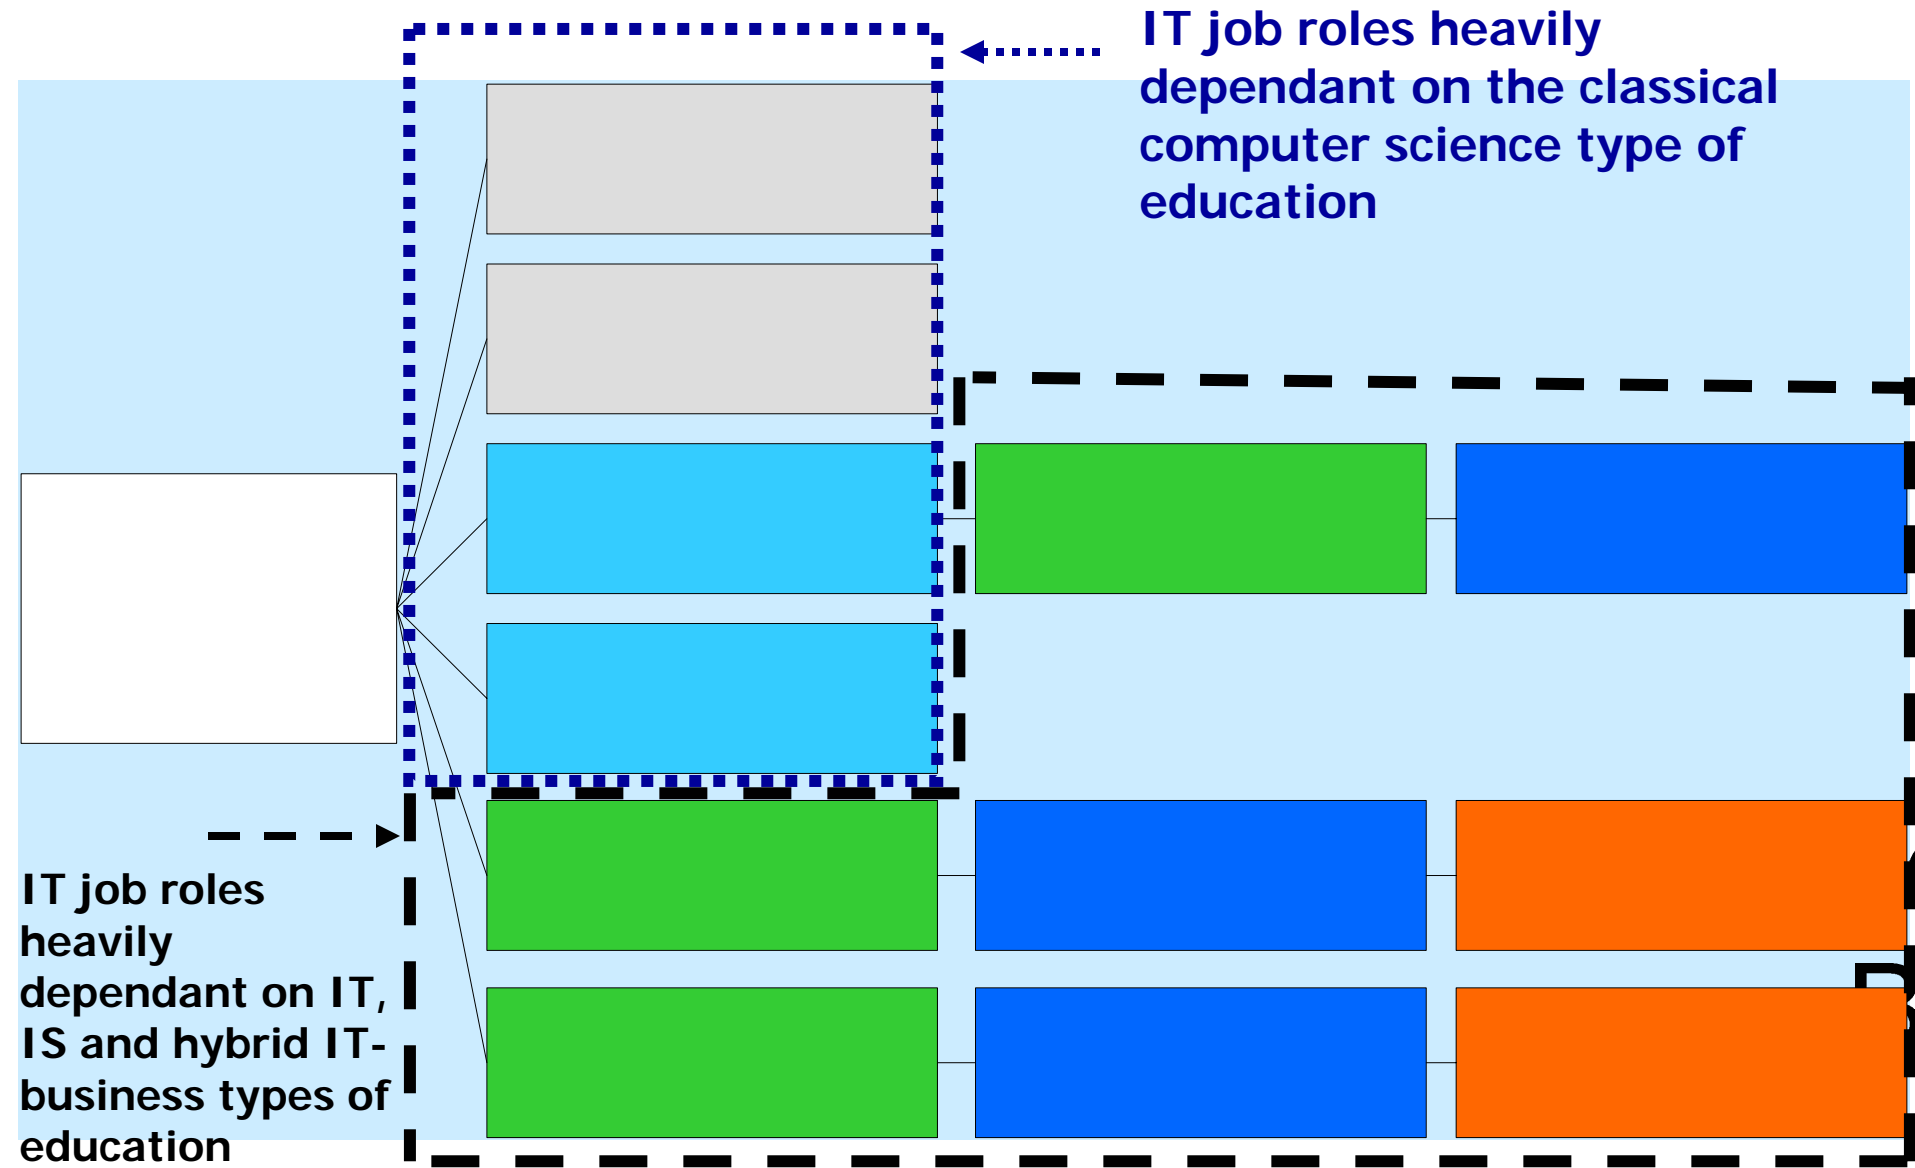 IT job roles heavily
dependant on the classical
computer science type of
education
IT job roles
heavily
dependant on IT,
IS and hybrid IT-
business types of
education